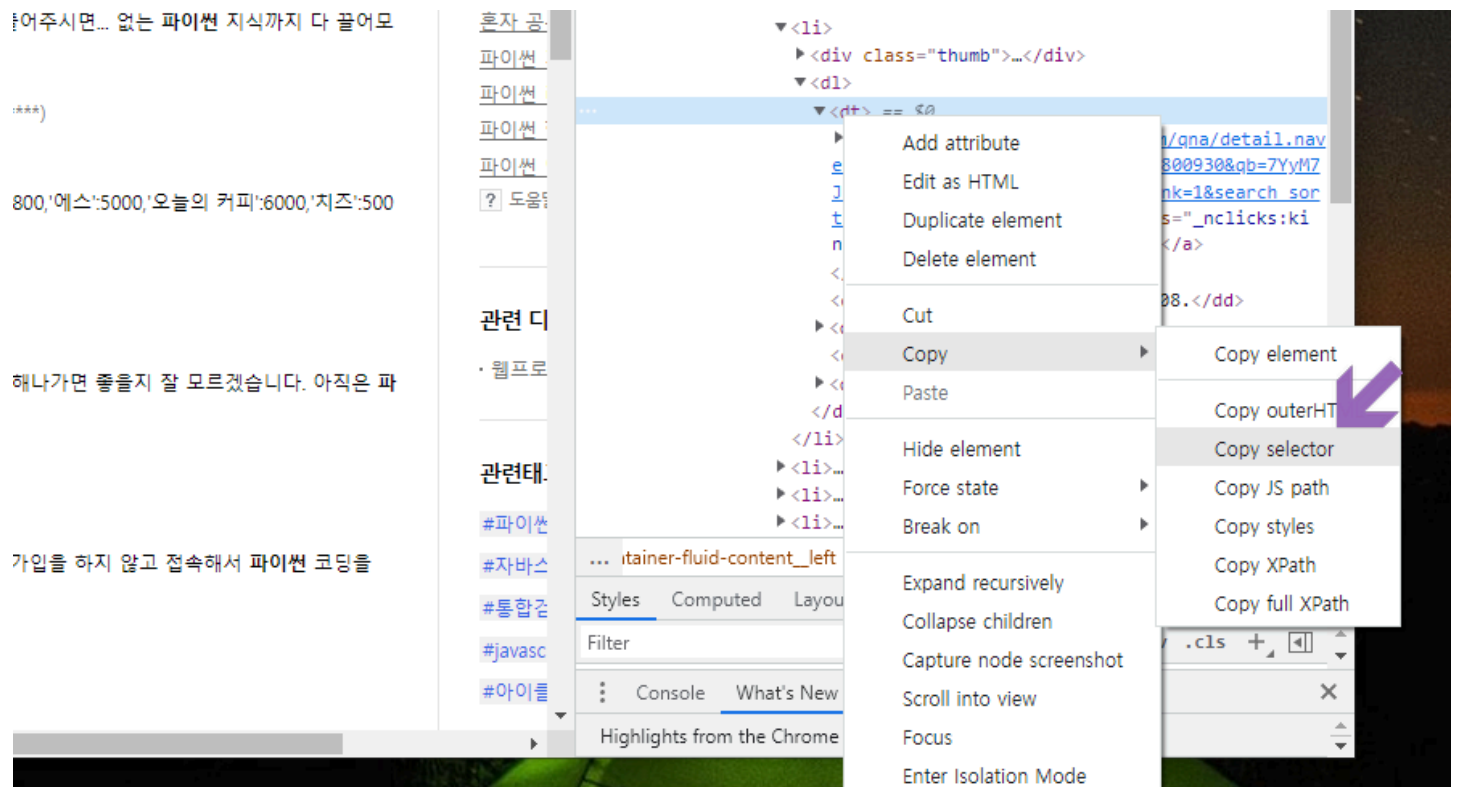 들어주시면... 없는 파이썬 지식까지 다 끌어모
****)
800,'에스':5000,'오늘의 커피':6000,'치즈':500
해나가면 좋을지 잘 모르겠습니다. 아직은 파
가입을 하지 않고 접속해서 파이썬 코딩을
혼자 공
파이썬
파이썬
파이썬
파이썬
? 도움
관련 디
· 웹프로
관련태
#파이썬
#자바스
#통합검
#javasc
#아이들
▼<li>
▶<div class="thumb">…</div>
▼<dl>
... ▼<dt> == $0
m/qna/detail.nav
e 800930&qb=7YyM7
J nk=1&search_sor
t s="_nclicks:ki
n </a>
08.</dd>
</d
</li>
▶<li>…
▶<li>…
▶<li>…
... ntainer-fluid-content__left
Styles Computed Layou
Filter
.cls +
Console What's New
Highlights from the Chrome
Add attribute
Edit as HTML
Duplicate element
Delete element
Cut
Copy
Paste
Hide element
Force state
Break on
Expand recursively
Collapse children
Capture node screenshot
Scroll into view
Focus
Enter Isolation Mode
Copy element
Copy outerHT
Copy selector
Copy JS path
Copy styles
Copy XPath
Copy full XPath